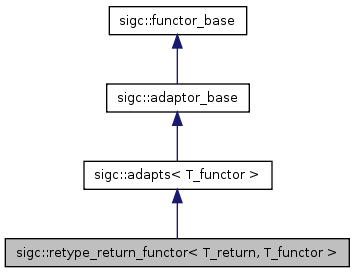 sigc::functor_base
sigc::adaptor_base
sigc::adapts< T_functor >
sigc::retype_return_functor< T_return, T_functor >